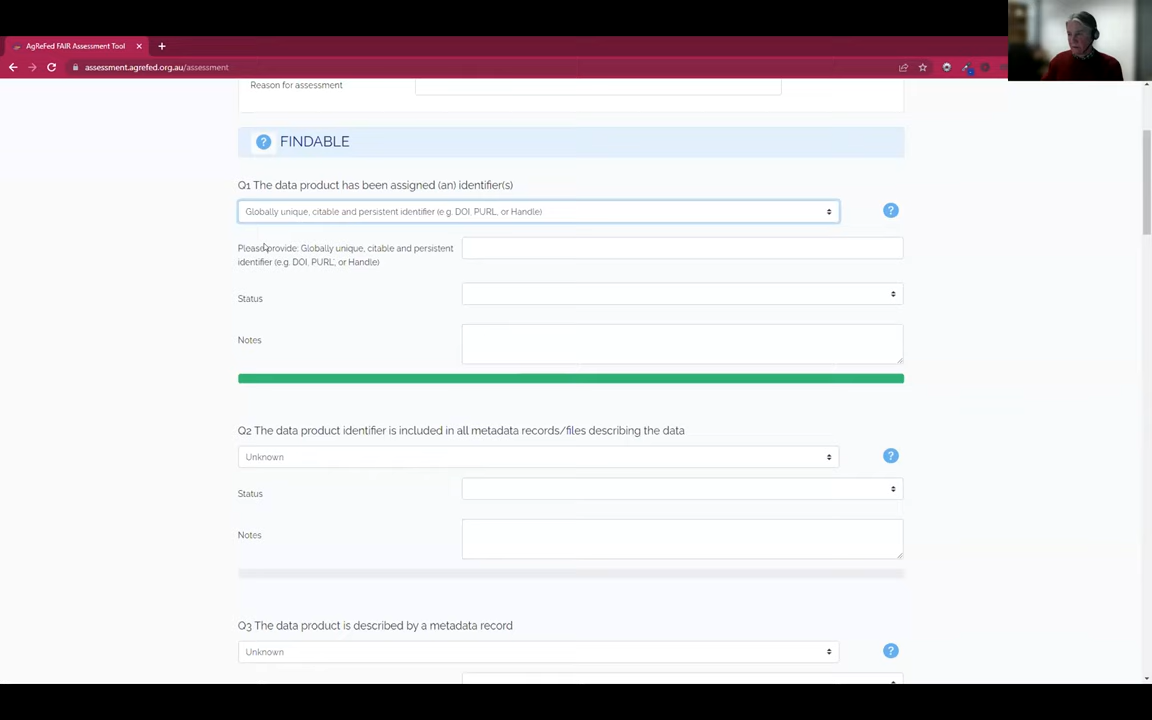 AgReFed FAIR Assessment Tool
assessment.agrefed.org.au/assessment
Reason for assessment
? FINDABLE
Q1 The data product has been assigned (an) identifier(s)
Globally unique, citable and persistent identifier (e.g. DOI, PURL, or Handle)
?
Please provide: Globally unique, citable and persistent
identifier (e.g. DOI, PURL, or Handle)
Status
Notes
Q2 The data product identifier is included in all metadata records/files describing the data
Unknown
?
Status
Notes
Q3 The data product is described by a metadata record
Unknown
?